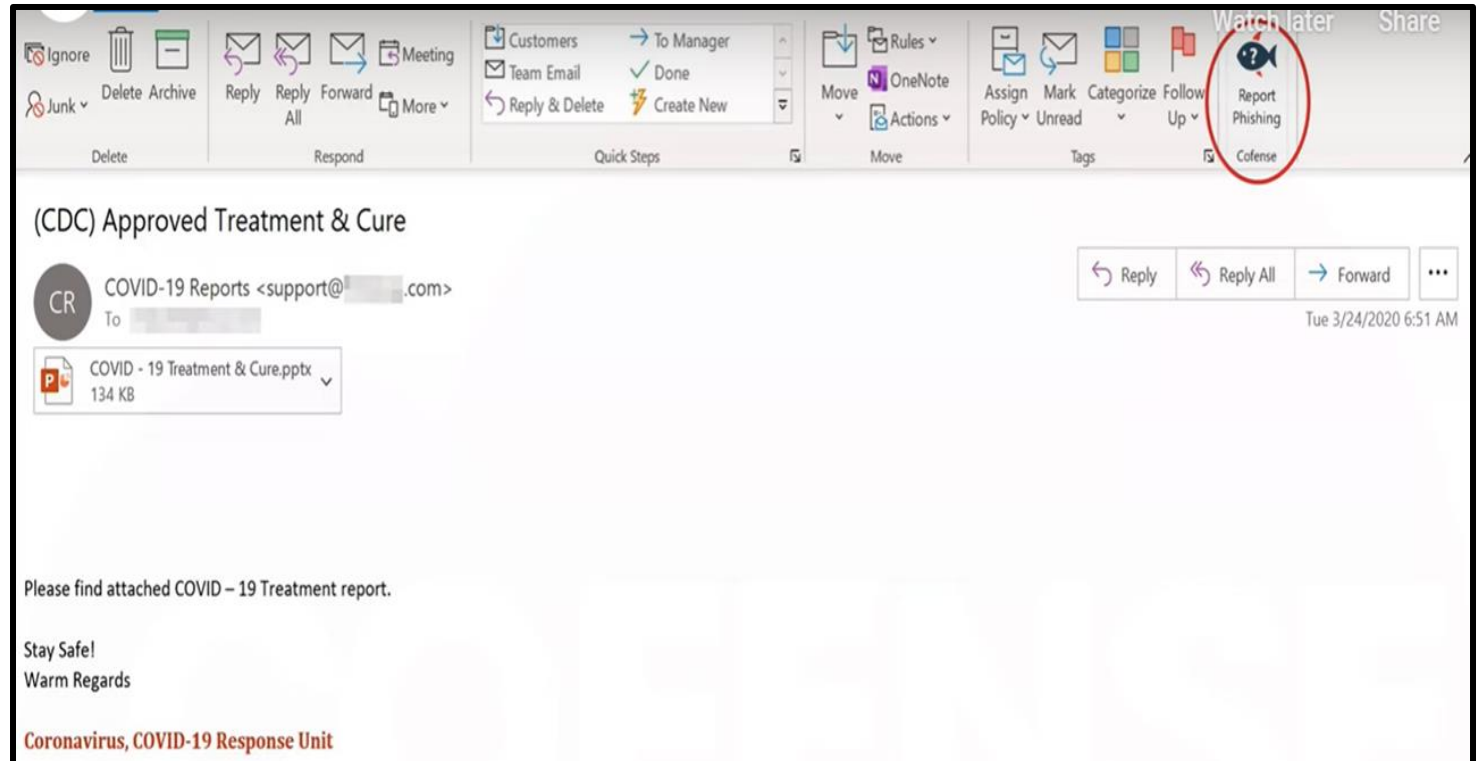 Watch later Share
Ignore
Junk
Delete Archive
Delete
Reply Reply All Forward
Meeting
More
Respond
Customers → To Manager
Team Email ✓ Done
Reply & Delete Create New
Quick Steps
Move
Rules
OneNote
Actions
Move
Assign Policy Mark Unread Categorize Follow Up
Tags
Report Phishing
Cofense
(CDC) Approved Treatment & Cure
CR
COVID-19 Reports <support@ .com>
To
Reply Reply All → Forward ...
Tue 3/24/2020 6:51 AM
COVID - 19 Treatment & Cure.pptx
134 KB
Please find attached COVID – 19 Treatment report.
Stay Safe!
Warm Regards
Coronavirus, COVID-19 Response Unit
COFENSE